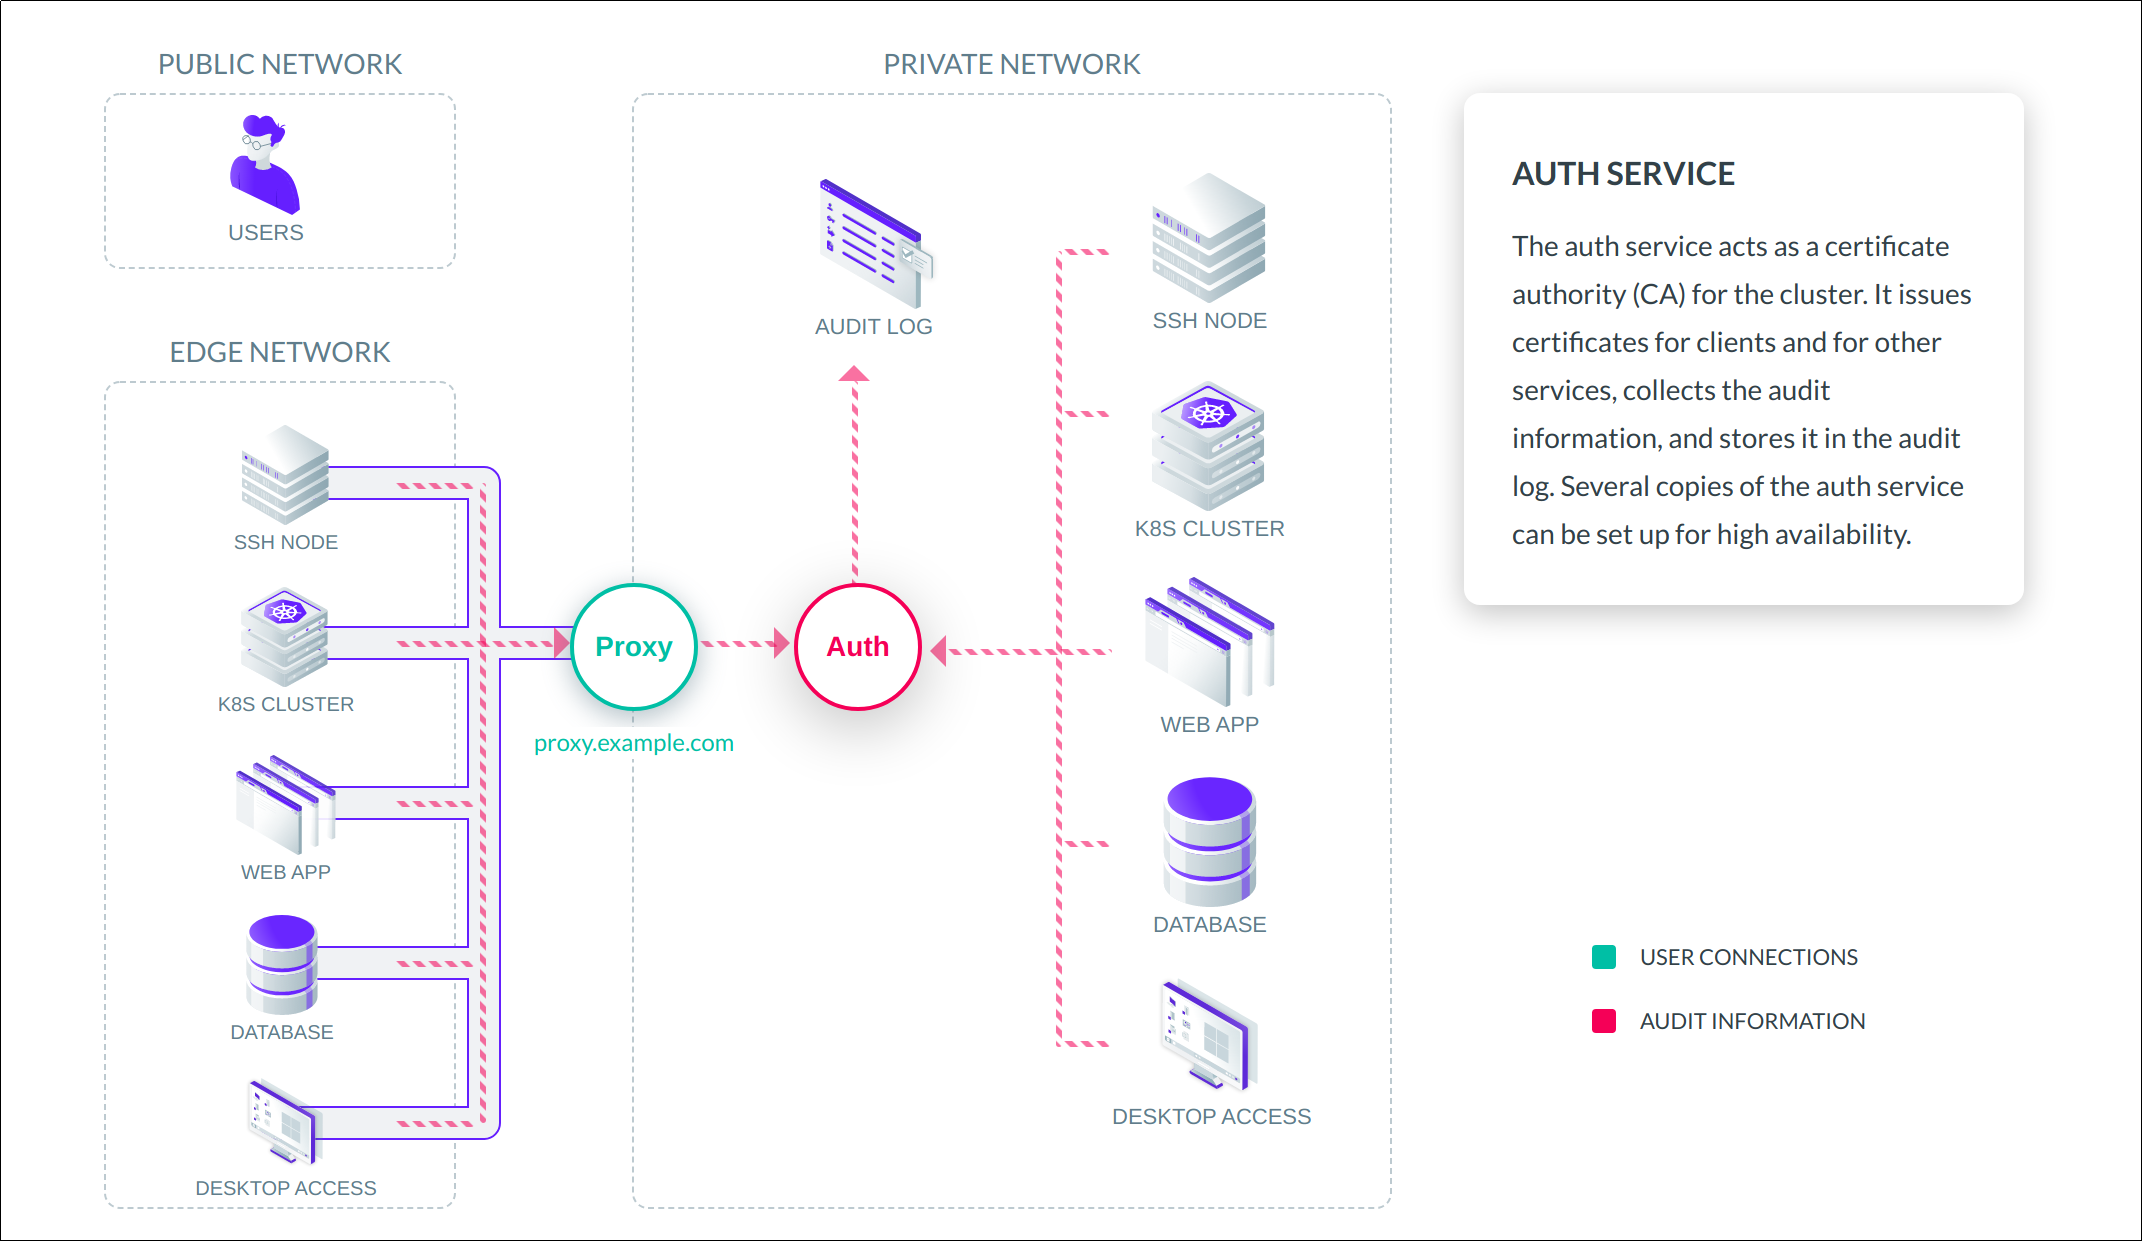 PUBLIC NETWORK
USERS
EDGE NETWORK
SSH NODE
K8S CLUSTER
WEB APP
DATABASE
DESKTOP ACCESS
Proxy
proxy.example.com
PRIVATE NETWORK
AUDIT LOG
Auth
SSH NODE
K8S CLUSTER
WEB APP
DATABASE
DESKTOP ACCESS
AUTH SERVICE
The auth service acts as a certificate
authority (CA) for the cluster. It issues
certificates for clients and for other
services, collects the audit
information, and stores it in the audit
log. Several copies of the auth service
can be set up for high availability.
USER CONNECTIONS
AUDIT INFORMATION